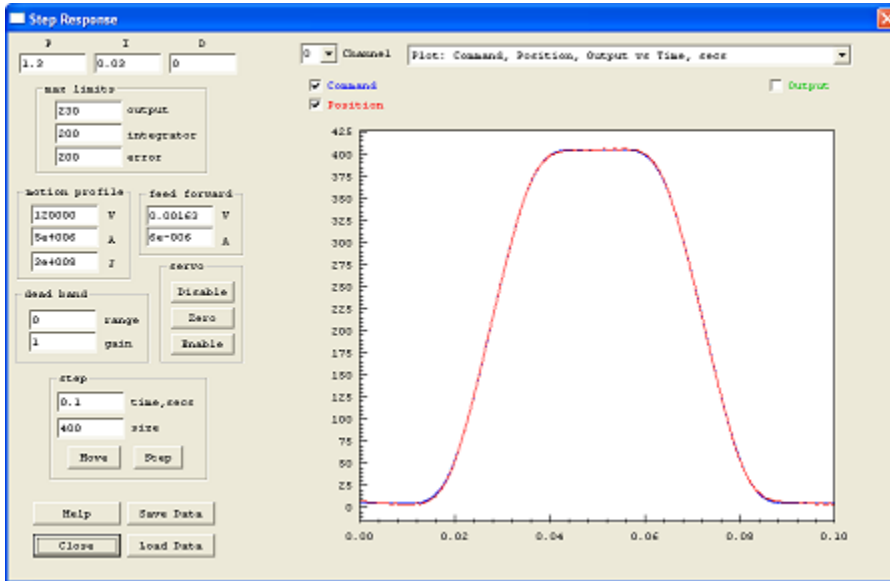 Step Response
P I D
1.2 0.02 0
0 Channel Plot: Command, Position, Output vs Time, secs
Command Output
Position
max limits
230 output
200 integrator
200 error
motion profile feed forward
120000 V 0.00163 V
5e+006 A 6e-006 A
2e+009 J
servo
Disable
Zero
Enable
dead band
0 range
1 gain
step
0.1 time,secs
400 size
Move Step
Help Save Data
Close Load Data
425
400
375
350
325
300
275
250
225
200
175
150
125
100
75
50
25
0
0.00 0.02 0.04 0.06 0.08 0.10